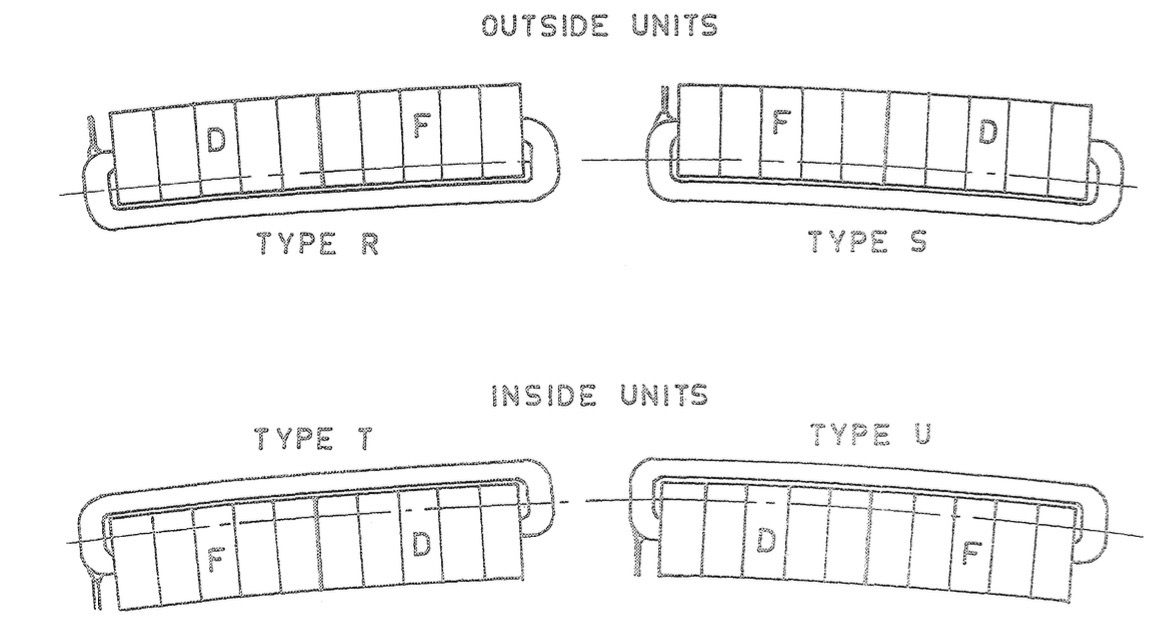 OUTSIDE UNITS
D F
F D
TYPE R
TYPE S
INSIDE UNITS
TYPE T
TYPE U
F D
D F